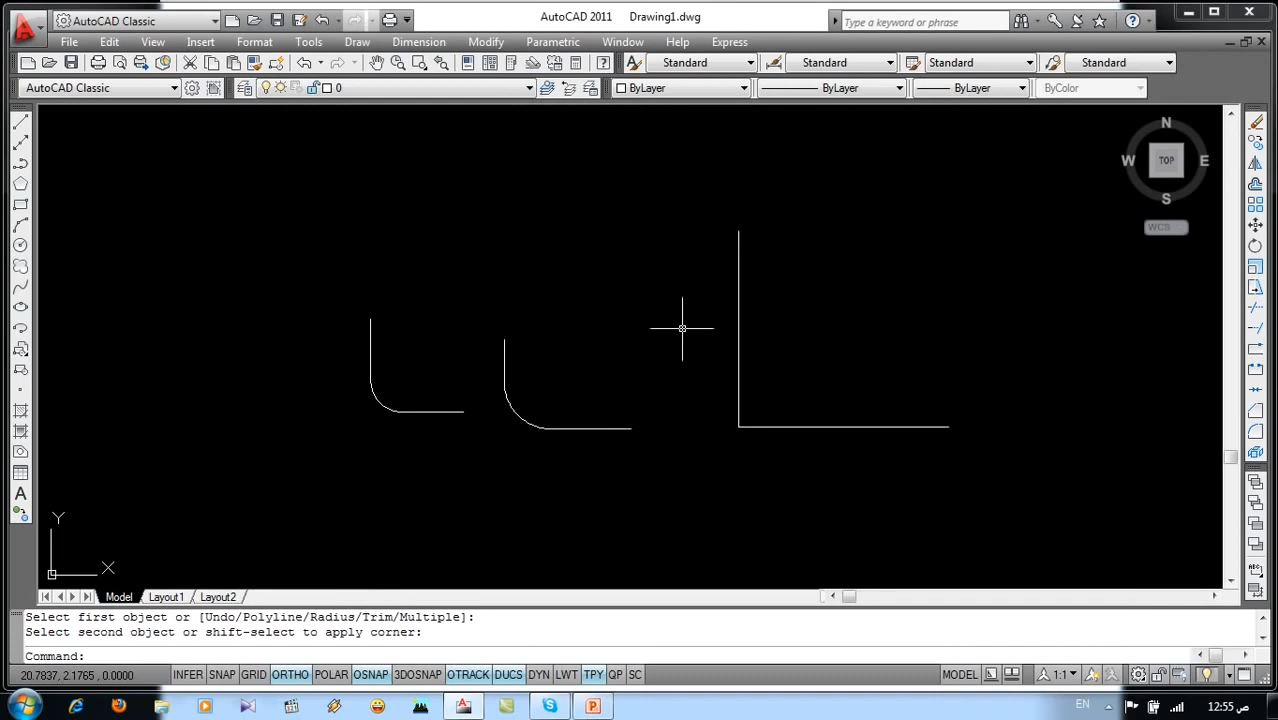 AutoCAD Classic
AutoCAD 2011 Drawing1.dwg
Type a keyword or phrase
File Edit View Insert Format Tools Draw Dimension Modify Parametric Window Help Express
Standard Standard Standard Standard
AutoCAD Classic 0 ByLayer ByLayer ByLayer ByColor
N
W TOP E
S
WCS
A
Y
X
Model Layout1 Layout2
Select first object or [Undo/Polyline/Radius/Trim/Multiple]:
Select second object or shift-select to apply corner:
Command:
20.7837, 2.1765, 0.0000 INFER SNAP GRID ORTHO POLAR OSNAP 3DOSNAP OTRACK DUCS DYN LWT TPY QP SC MODEL 1:1
EN 12:55 ص